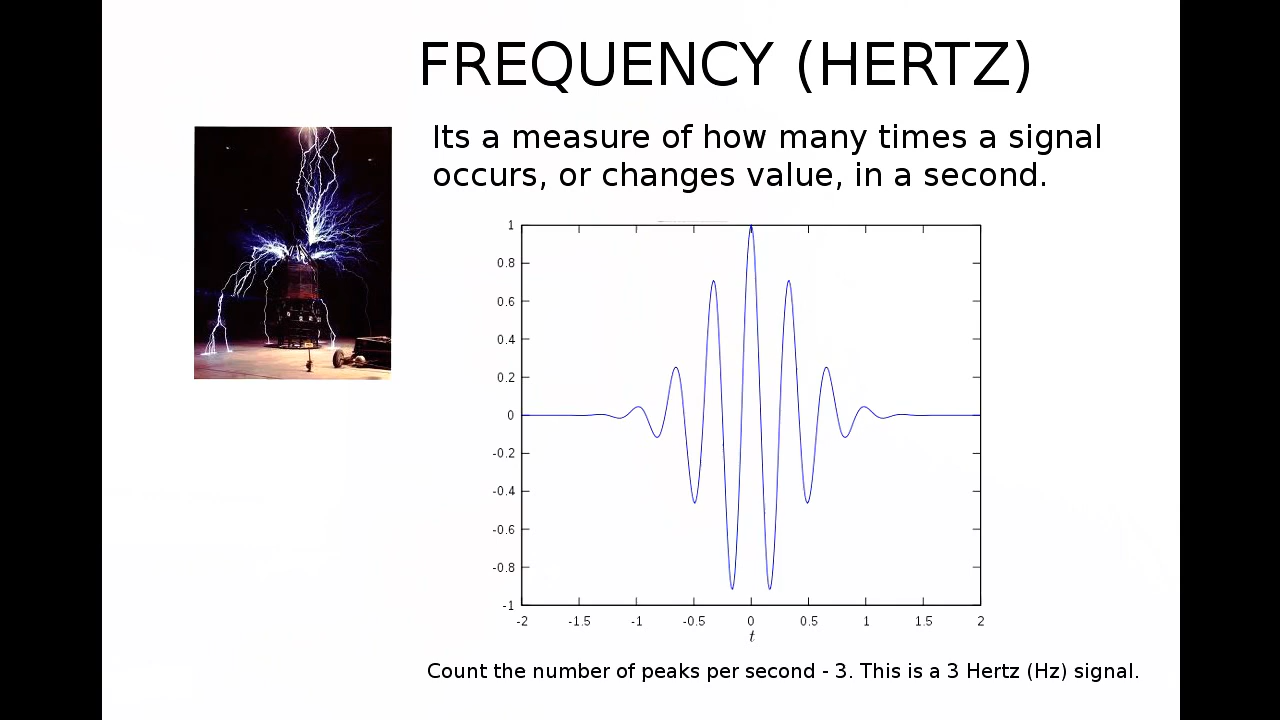 FREQUENCY (HERTZ)
Its a measure of how many times a signal
occurs, or changes value, in a second.
1
0.8
0.6
0.4
0.2
0
-0.2
-0.4
-0.6
-0.8
-1
-2 -1.5 -1 -0.5 0 0.5 1 1.5 2
t
Count the number of peaks per second - 3. This is a 3 Hertz (Hz) signal.